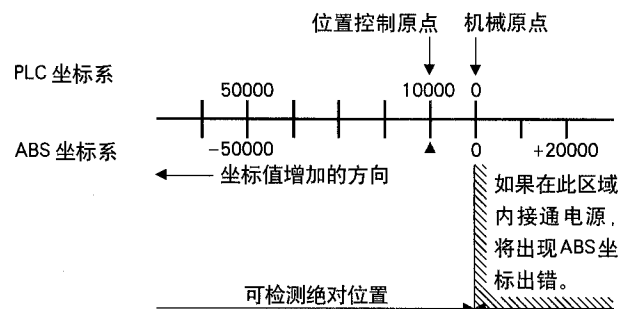 位置控制原点 机械原点
PLC 坐标系
50000 10000 0
ABS 坐标系
-50000 0 +20000
坐标值增加的方向
如果在此区域
内接通电源,
将出现ABS坐
标出错。
可检测绝对位置